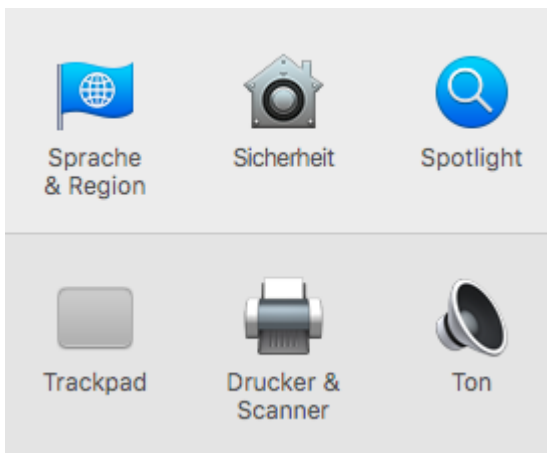 Sprache
& Region
Sicherheit
Spotlight
Trackpad
Drucker &
Scanner
Ton